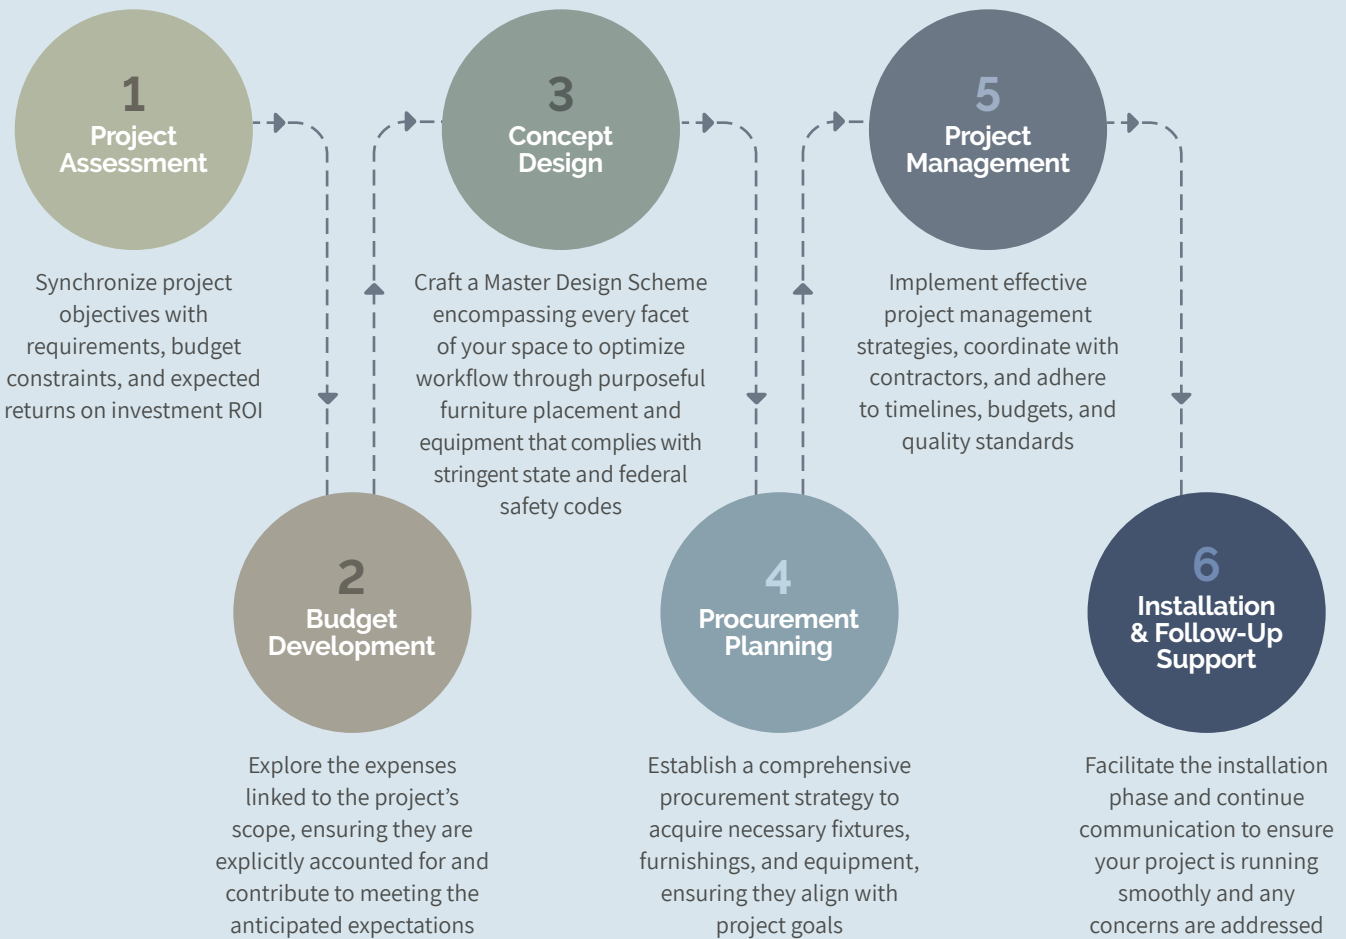 1
Project
Assessment
Synchronize project
objectives with
requirements, budget
constraints, and expected
returns on investment ROI
2
Budget
Development
Explore the expenses
linked to the project’s
scope, ensuring they are
explicitly accounted for and
contribute to meeting the
anticipated expectations
3
Concept
Design
Craft a Master Design Scheme
encompassing every facet
of your space to optimize
workflow through purposeful
furniture placement and
equipment that complies with
stringent state and federal
safety codes
4
Procurement
Planning
Establish a comprehensive
procurement strategy to
acquire necessary fixtures,
furnishings, and equipment,
ensuring they align with
project goals
5
Project
Management
Implement effective
project management
strategies, coordinate with
contractors, and adhere
to timelines, budgets, and
quality standards
6
Installation
& Follow-Up
Support
Facilitate the installation
phase and continue
communication to ensure
your project is running
smoothly and any
concerns are addressed